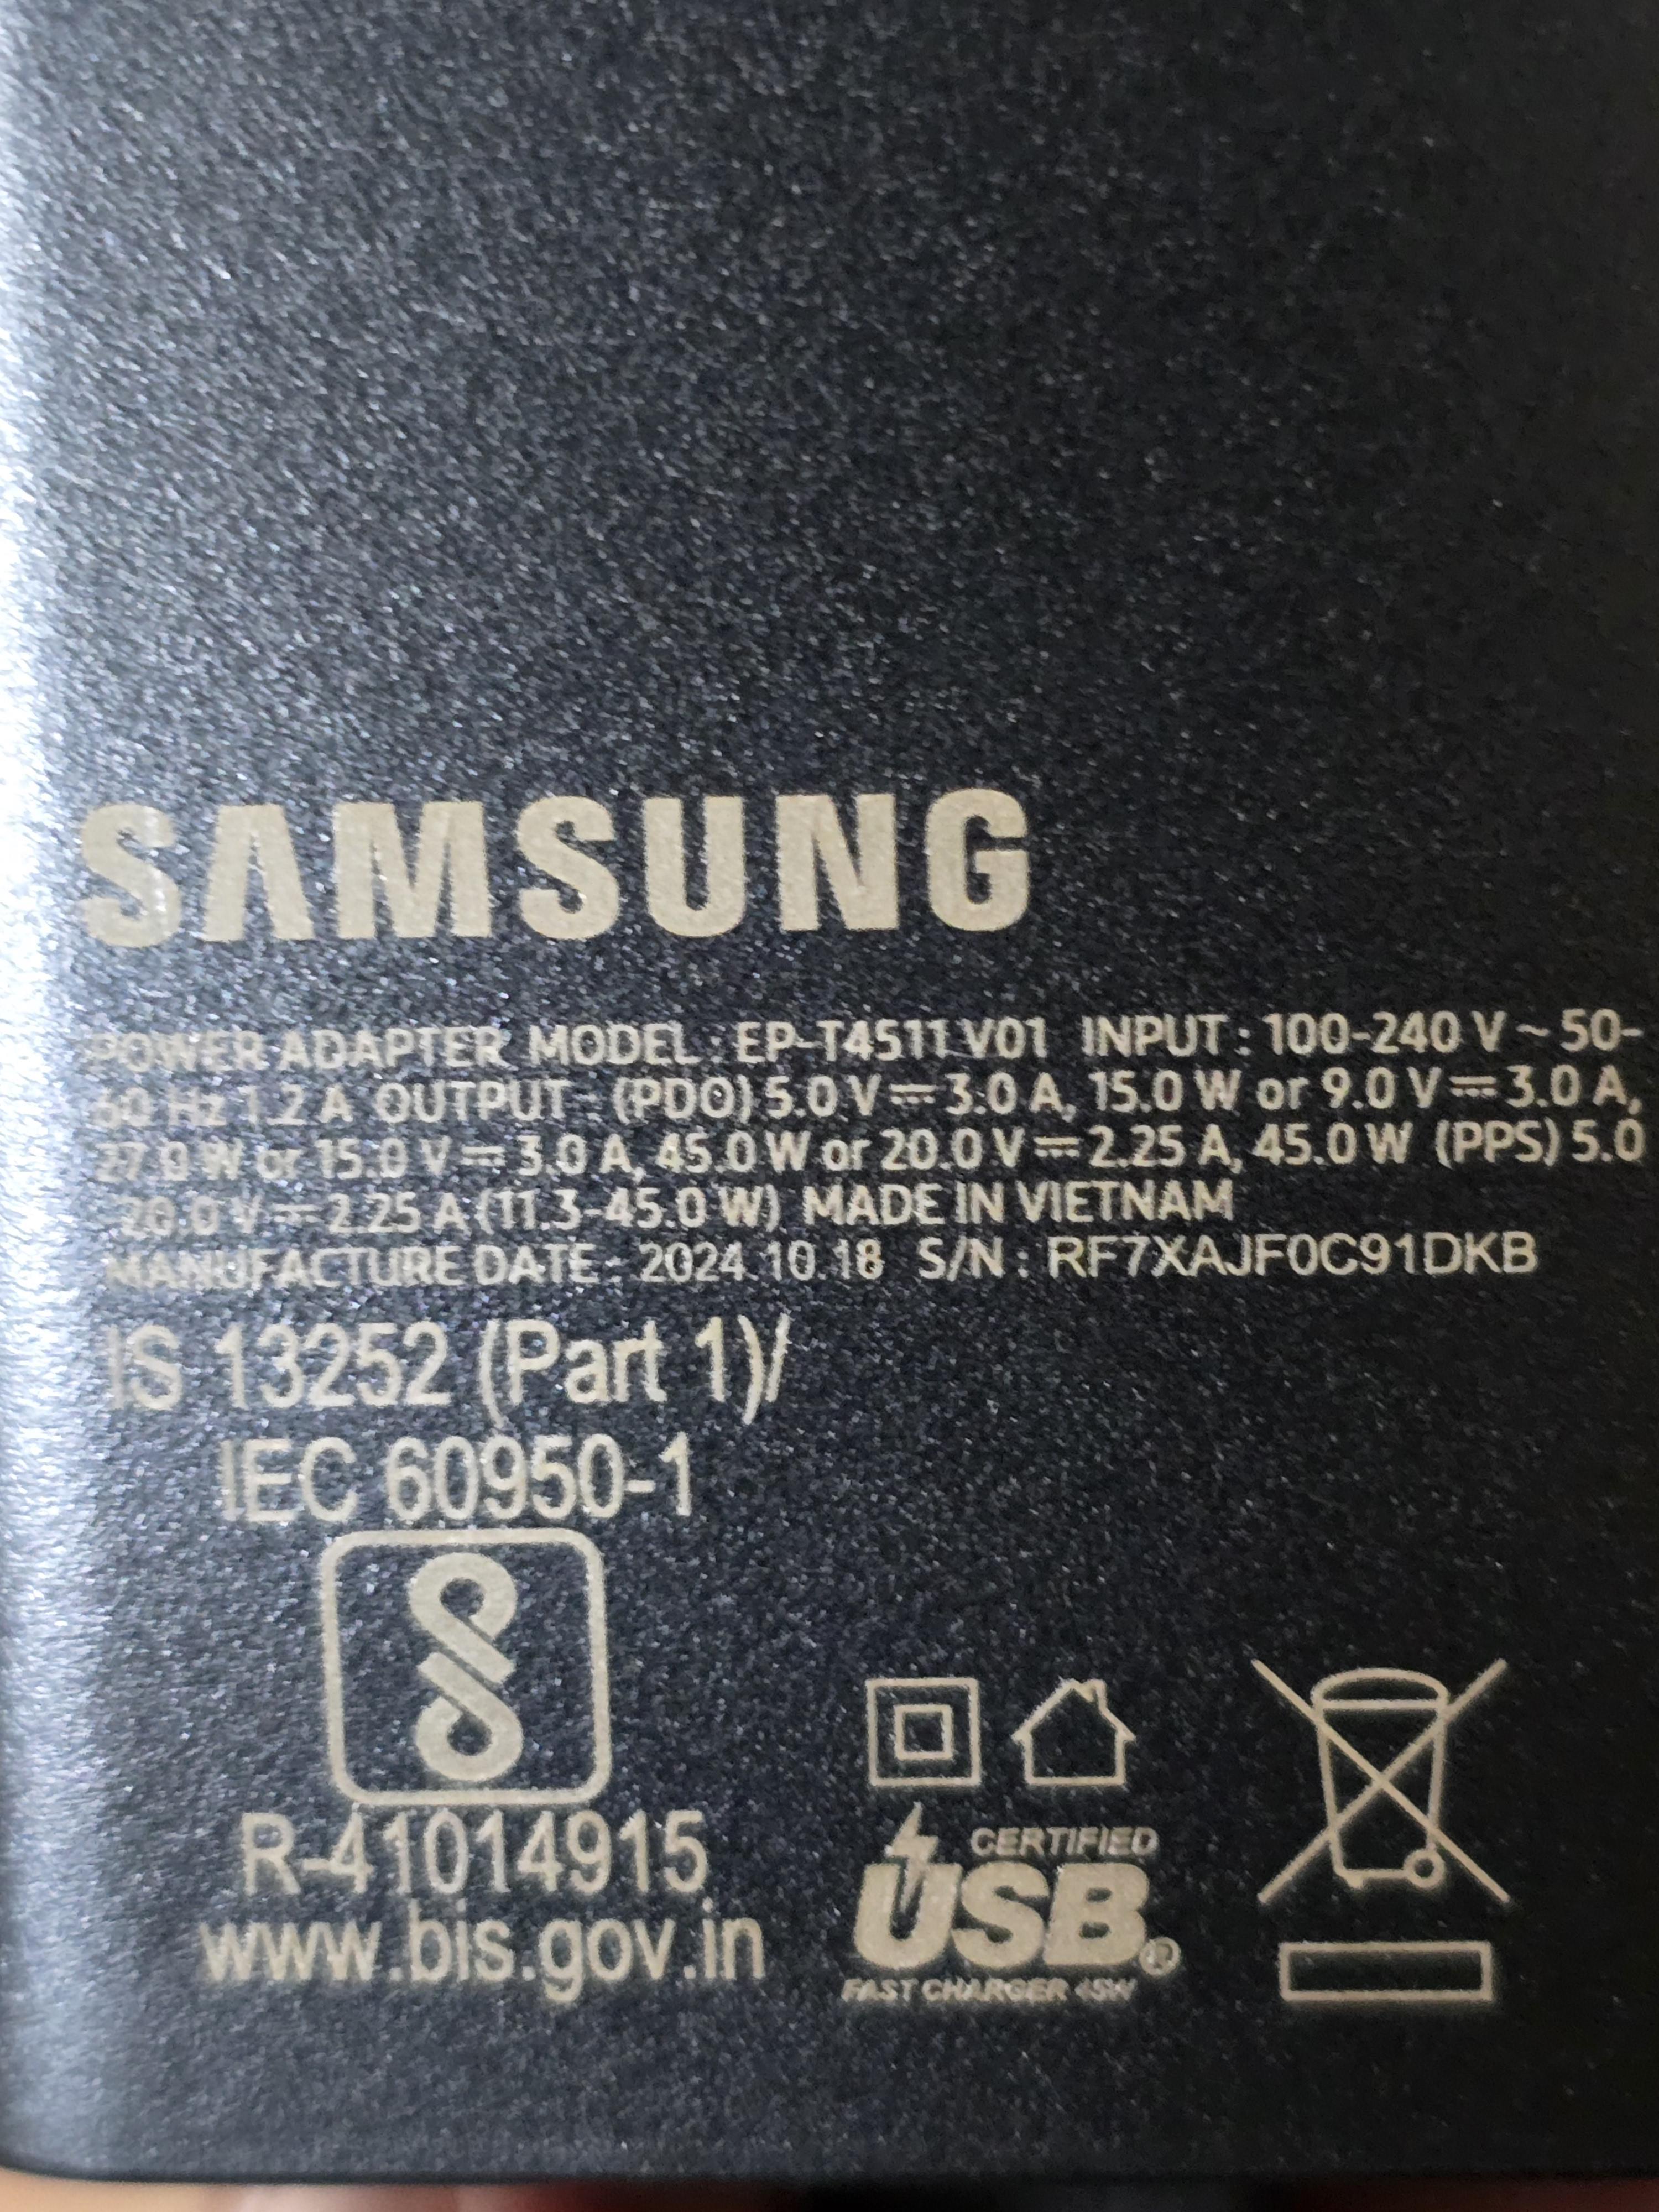 SAMSUNG
POWER ADAPTER MODEL : EP-T4511 V01 INPUT : 100-240 V ~ 50-
60 Hz 1.2 A OUTPUT : (PDO) 5.0 V ⎓ 3.0 A, 15.0 W or 9.0 V ⎓ 3.0 A,
27.0 W or 15.0 V ⎓ 3.0 A, 45.0 W or 20.0 V ⎓ 2.25 A, 45.0 W (PPS) 5.0
-20.0 V ⎓ 2.25 A (11.3-45.0 W) MADE IN VIETNAM
MANUFACTURE DATE : 2024.10.18 S/N : RF7XAJF0C91DKB
IS 13252 (Part 1)/
IEC 60950-1
R-41014915
www.bis.gov.in
CERTIFIED
USB®
FAST CHARGER 45W